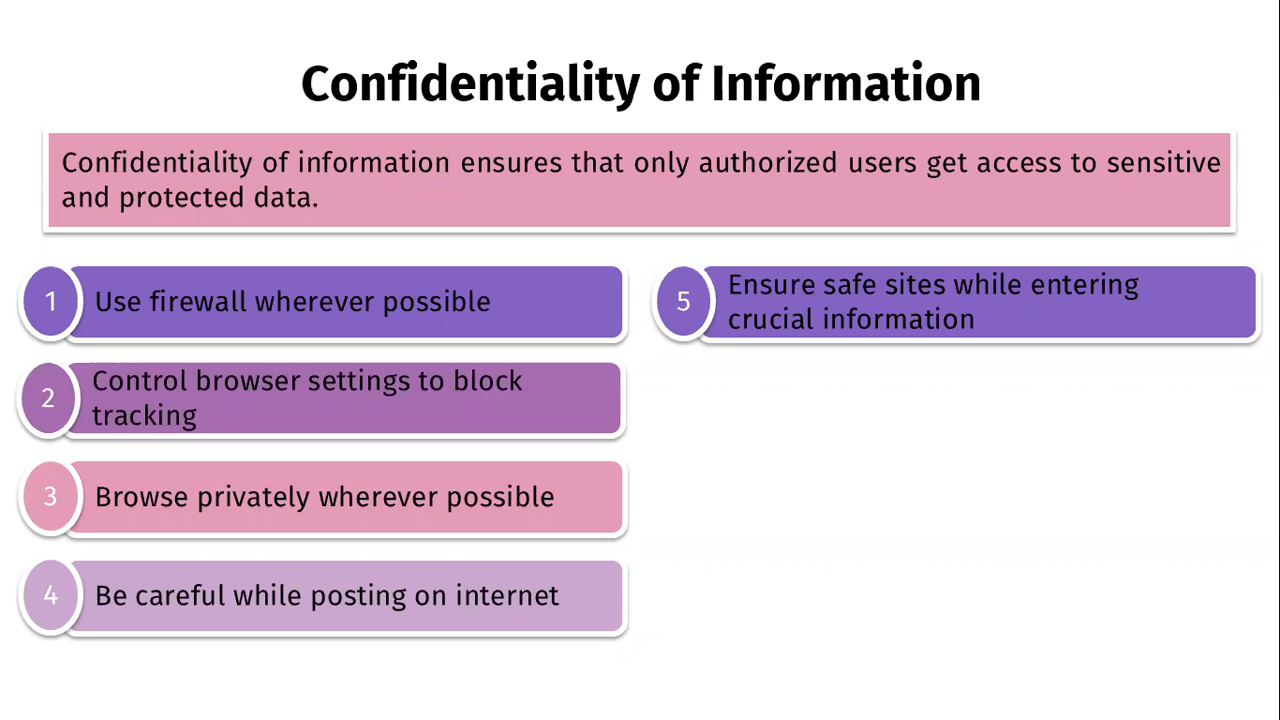 Confidentiality of Information
Confidentiality of information ensures that only authorized users get access to sensitive
and protected data.
1 Use firewall wherever possible
2 Control browser settings to block
tracking
3 Browse privately wherever possible
4 Be careful while posting on internet
5 Ensure safe sites while entering
crucial information